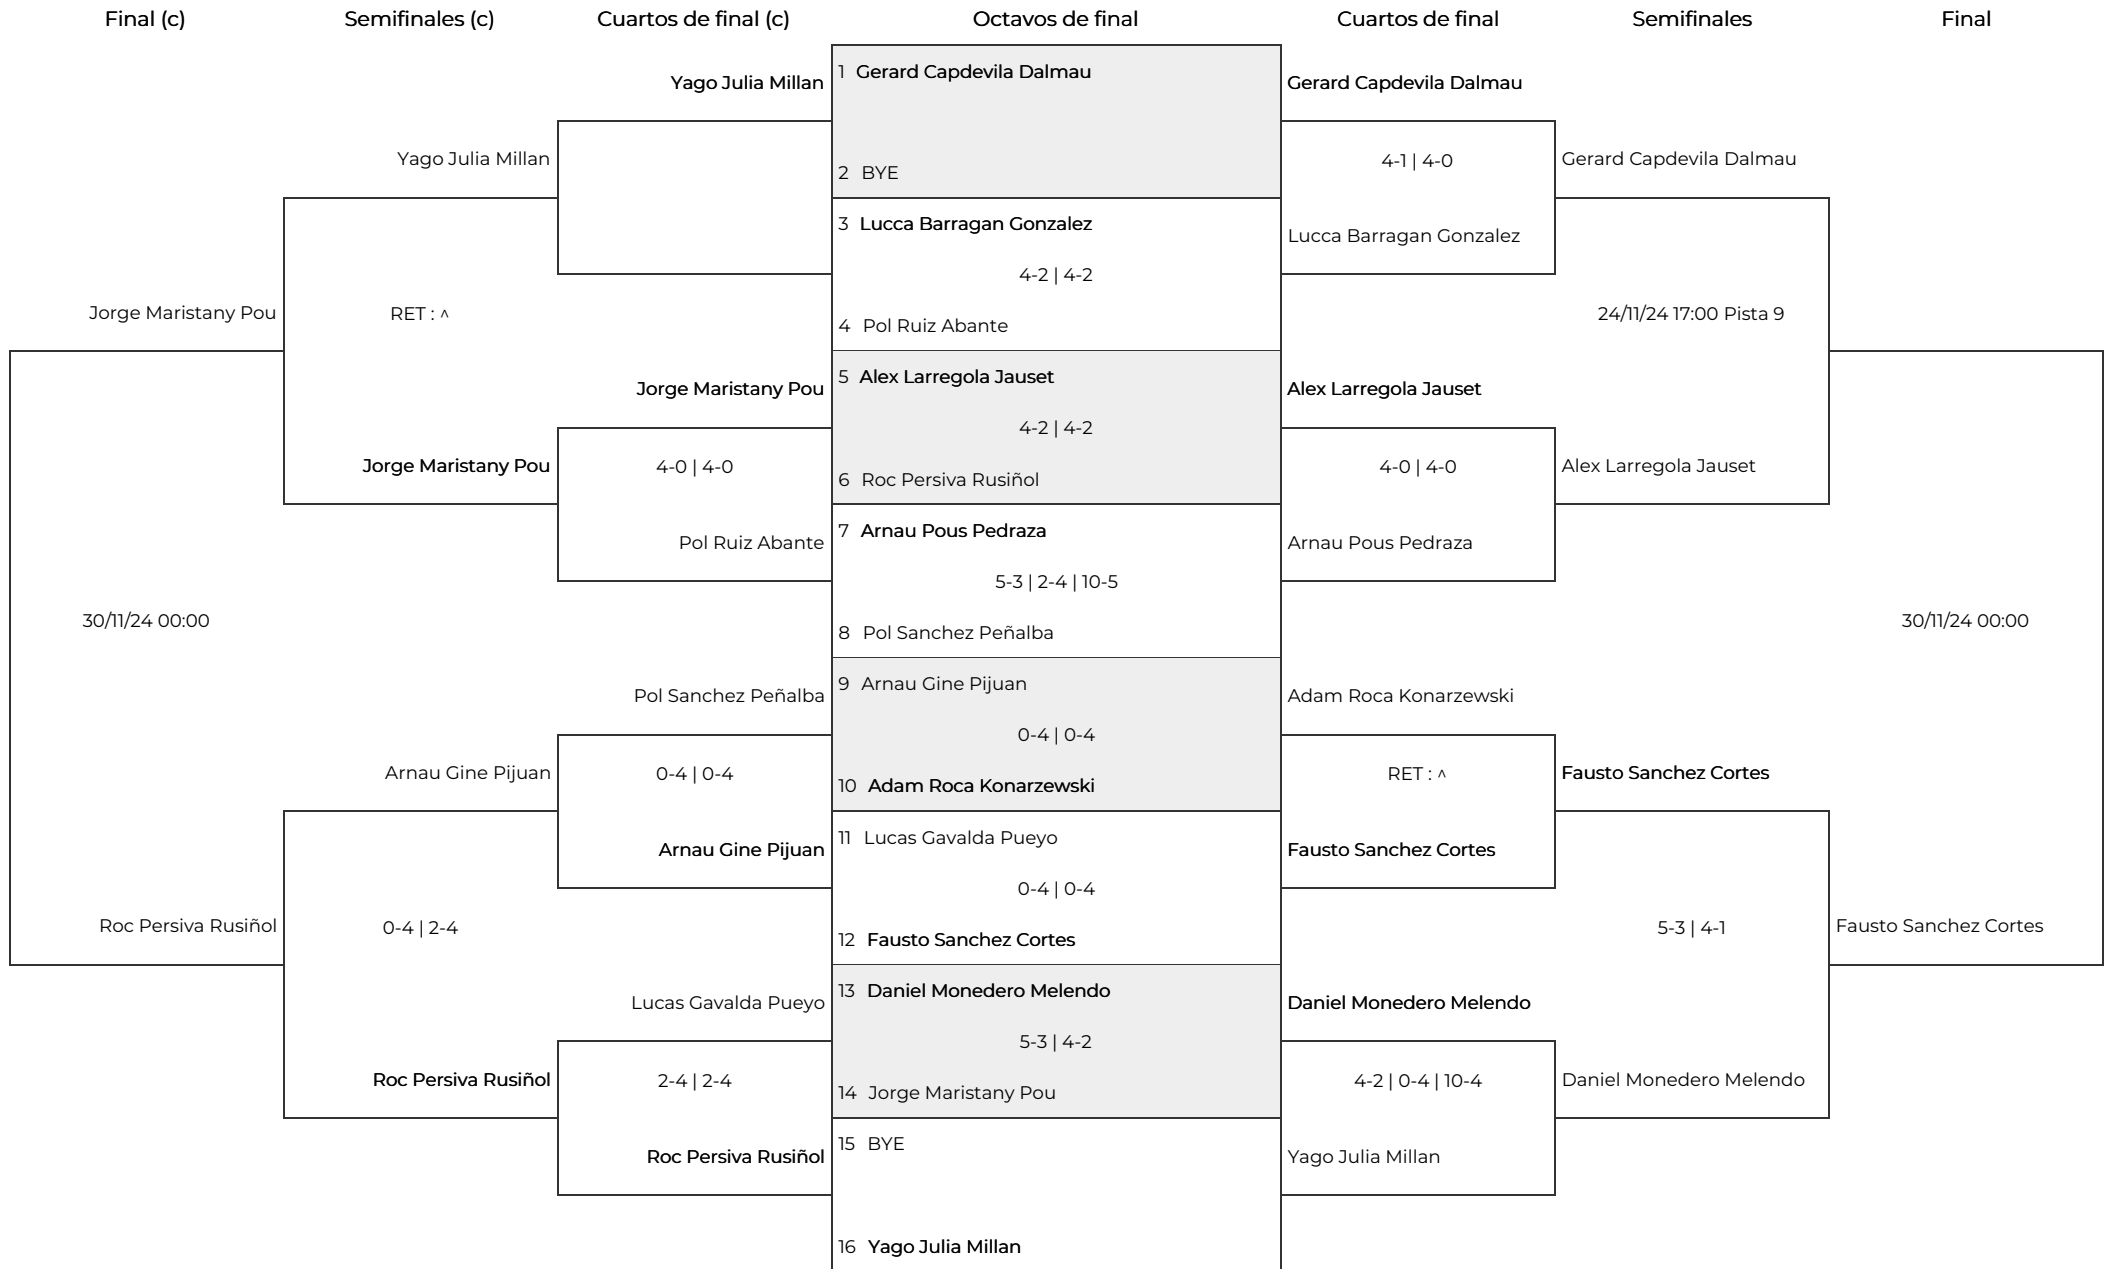 Final (c) Semifinales (c) Cuartos de final (c) Octavos de final Cuartos de final Semifinales Final
1 Gerard Capdevila Dalmau
Yago Julia Millan Gerard Capdevila Dalmau
Yago Julia Millan 4-1 | 4-0 Gerard Capdevila Dalmau
2 BYE
3 Lucca Barragan Gonzalez
Lucca Barragan Gonzalez
4-2 | 4-2
Jorge Maristany Pou RET : ^ 24/11/24 17:00 Pista 9
4 Pol Ruiz Abante
5 Alex Larregola Jauset
Jorge Maristany Pou Alex Larregola Jauset
4-2 | 4-2
Jorge Maristany Pou 4-0 | 4-0 4-0 | 4-0 Alex Larregola Jauset
6 Roc Persiva Rusiñol
7 Arnau Pous Pedraza
Pol Ruiz Abante Arnau Pous Pedraza
5-3 | 2-4 | 10-5
30/11/24 00:00 30/11/24 00:00
8 Pol Sanchez Peñalba
9 Arnau Gine Pijuan
Pol Sanchez Peñalba Adam Roca Konarzewski
0-4 | 0-4
Arnau Gine Pijuan 0-4 | 0-4 RET : ^ Fausto Sanchez Cortes
10 Adam Roca Konarzewski
11 Lucas Gavalda Pueyo
Arnau Gine Pijuan Fausto Sanchez Cortes
0-4 | 0-4
Roc Persiva Rusiñol 0-4 | 2-4 5-3 | 4-1 Fausto Sanchez Cortes
12 Fausto Sanchez Cortes
13 Daniel Monedero Melendo
Lucas Gavalda Pueyo Daniel Monedero Melendo
5-3 | 4-2
Roc Persiva Rusiñol 2-4 | 2-4 4-2 | 0-4 | 10-4 Daniel Monedero Melendo
14 Jorge Maristany Pou
15 BYE
Roc Persiva Rusiñol Yago Julia Millan
16 Yago Julia Millan